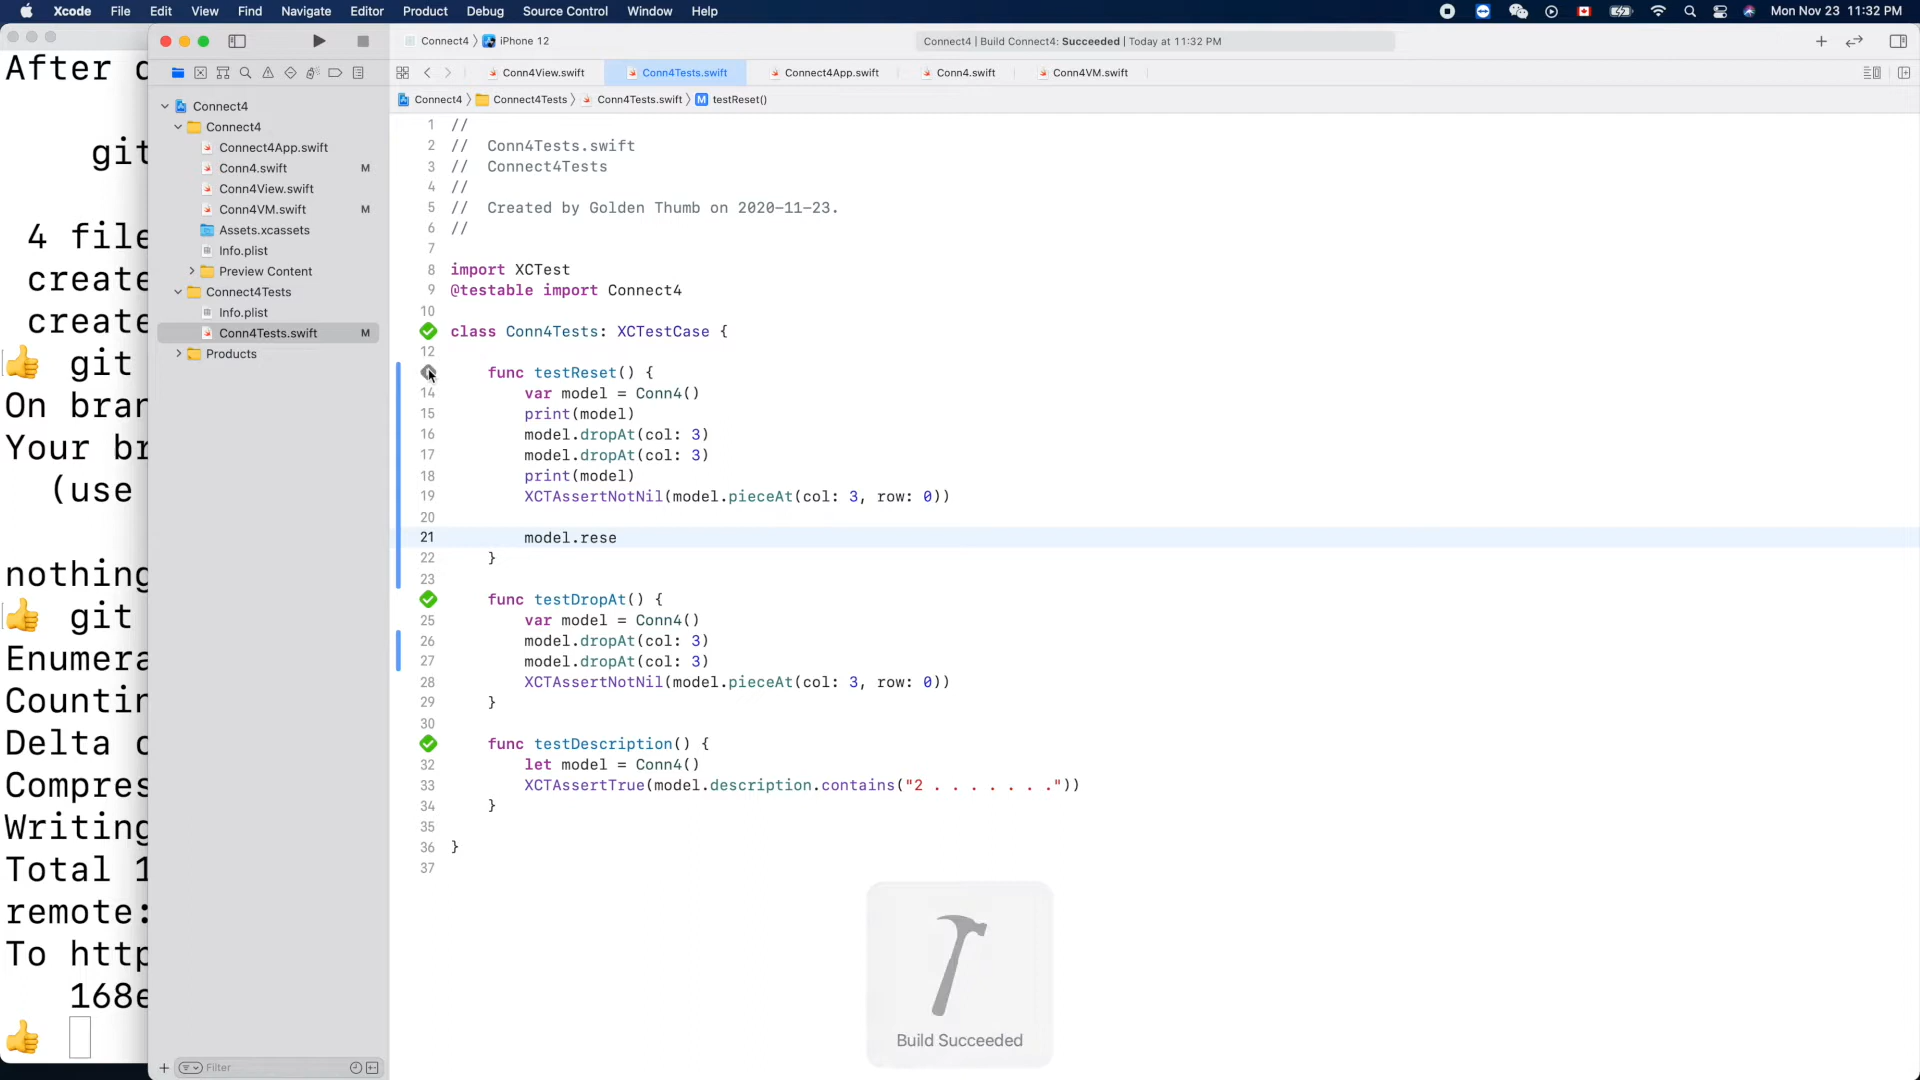 Xcode File Edit View Find Navigate Editor Product Debug Source Control Window Help
Mon Nov 23 11:32 PM
Connect4 〉 iPhone 12
Connect4 | Build Connect4: Succeeded | Today at 11:32 PM
Conn4View.swift Conn4Tests.swift Connect4App.swift Conn4.swift Conn4VM.swift
Connect4 〉 Connect4Tests 〉 Conn4Tests.swift 〉 M testReset()
Connect4
Connect4
Connect4App.swift
Conn4.swift M
Conn4View.swift
Conn4VM.swift M
Assets.xcassets
Info.plist
Preview Content
Connect4Tests
Info.plist
Conn4Tests.swift M
Products
Filter
After
git
4 file
create
create
👍 git
On bran
Your br
(use
nothing
👍 git
Enumera
Countin
Delta
Compres
Writing
Total 1
remote:
To http
168e
👍
1 //
2 //  Conn4Tests.swift
3 //  Connect4Tests
4 //
5 //  Created by Golden Thumb on 2020-11-23.
6 //
7
8 import XCTest
9 @testable import Connect4
10
class Conn4Tests: XCTestCase {
12
func testReset() {
14 var model = Conn4()
15 print(model)
16 model.dropAt(col: 3)
17 model.dropAt(col: 3)
18 print(model)
19 XCTAssertNotNil(model.pieceAt(col: 3, row: 0))
20
21 model.rese
22 }
23
func testDropAt() {
25 var model = Conn4()
26 model.dropAt(col: 3)
27 model.dropAt(col: 3)
28 XCTAssertNotNil(model.pieceAt(col: 3, row: 0))
29 }
30
func testDescription() {
32 let model = Conn4()
33 XCTAssertTrue(model.description.contains("2 . . . . . . ."))
34 }
35
36 }
37
Build Succeeded